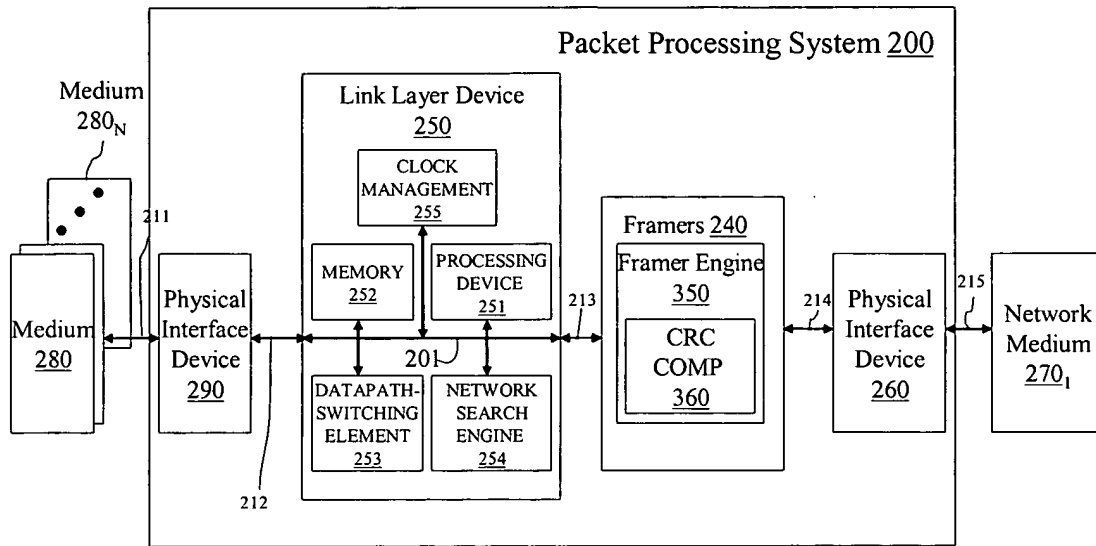 Packet Processing System 200
Medium
280N
211
Medium
280
Physical
Interface
Device
290
212
Link Layer Device
250
CLOCK
MANAGEMENT
255
MEMORY
252
PROCESSING
DEVICE
251
201
DATAPATH-
SWITCHING
ELEMENT
253
NETWORK
SEARCH
ENGINE
254
213
Framers 240
Framer Engine
350
CRC
COMP
360
214
Physical
Interface
Device
260
215
Network
Medium
2701